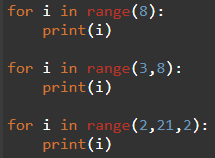 for i in range(8):
    print(i)

for i in range(3,8):
    print(i)

for i in range(2,21,2):
    print(i)